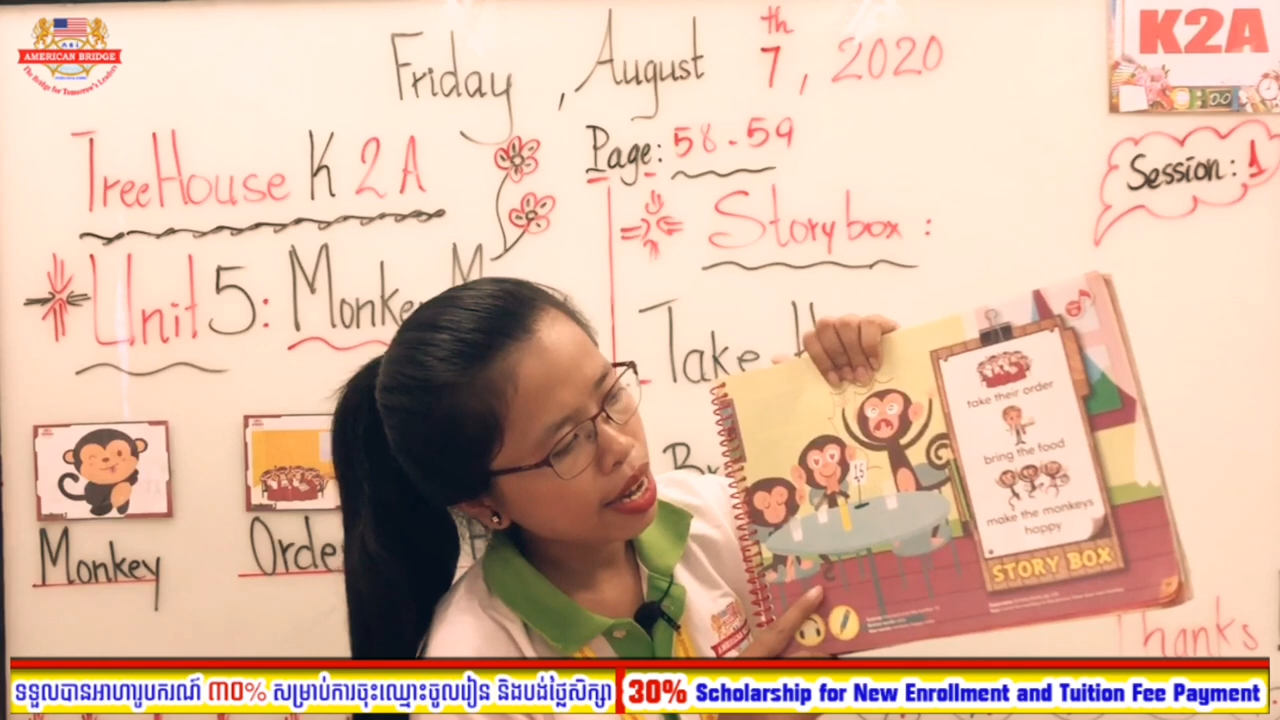 AMERICAN BRIDGE
The Bridge for Tomorrow's Leaders
K2A
Friday, August 7th, 2020
TreeHouse K2A
Page: 58-59
Session: 1
Unit 5: Monkey M
Storybox:
Take
take their order
bring the food
make the monkeys
happy
STORY BOX
15
Monkey
Orde
Thanks
ទទួលបានអាហារូបករណ៍ ៣០% សម្រាប់ការចុះឈ្មោះចូលរៀន និងបង់ថ្លៃសិក្សា
30% Scholarship for New Enrollment and Tuition Fee Payment